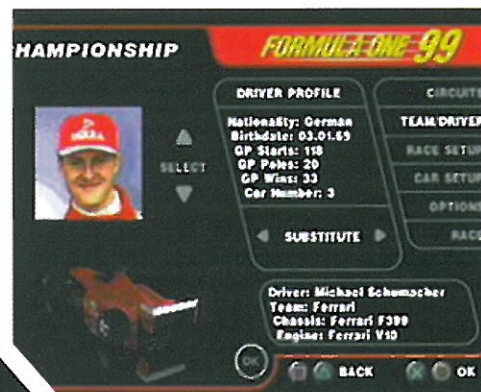 HAMPIONSHIP
FORMULA ONE 99
DRIVER PROFILE
Nationality: German
Birthdate: 03.01.69
GP Starts: 118
GP Poles: 20
GP Wins: 33
Car Number: 3
SELECT
SUBSTITUTE
CIRCUITS
TEAM/DRIVER
RACE SETUP
CAR SETUP
OPTIONS
RACE
Driver: Michael Schumacher
Team: Ferrari
Chassis: Ferrari F399
Engine: Ferrari V10
OK
BACK
OK